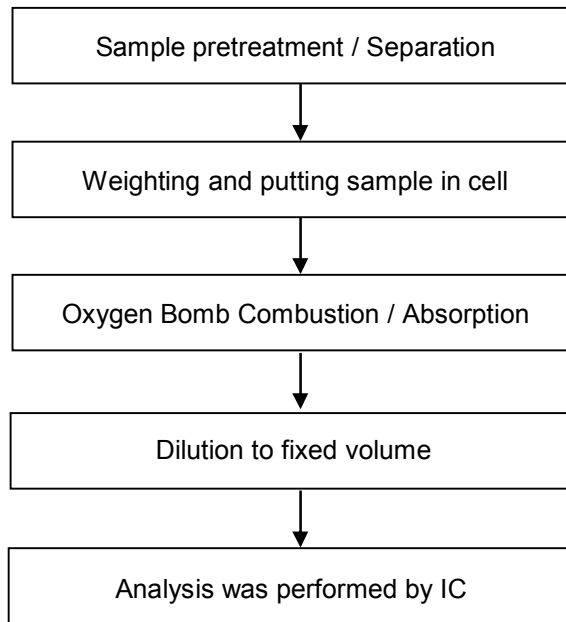 Sample pretreatment / Separation
Weighting and putting sample in cell
Oxygen Bomb Combustion / Absorption
Dilution to fixed volume
Analysis was performed by IC